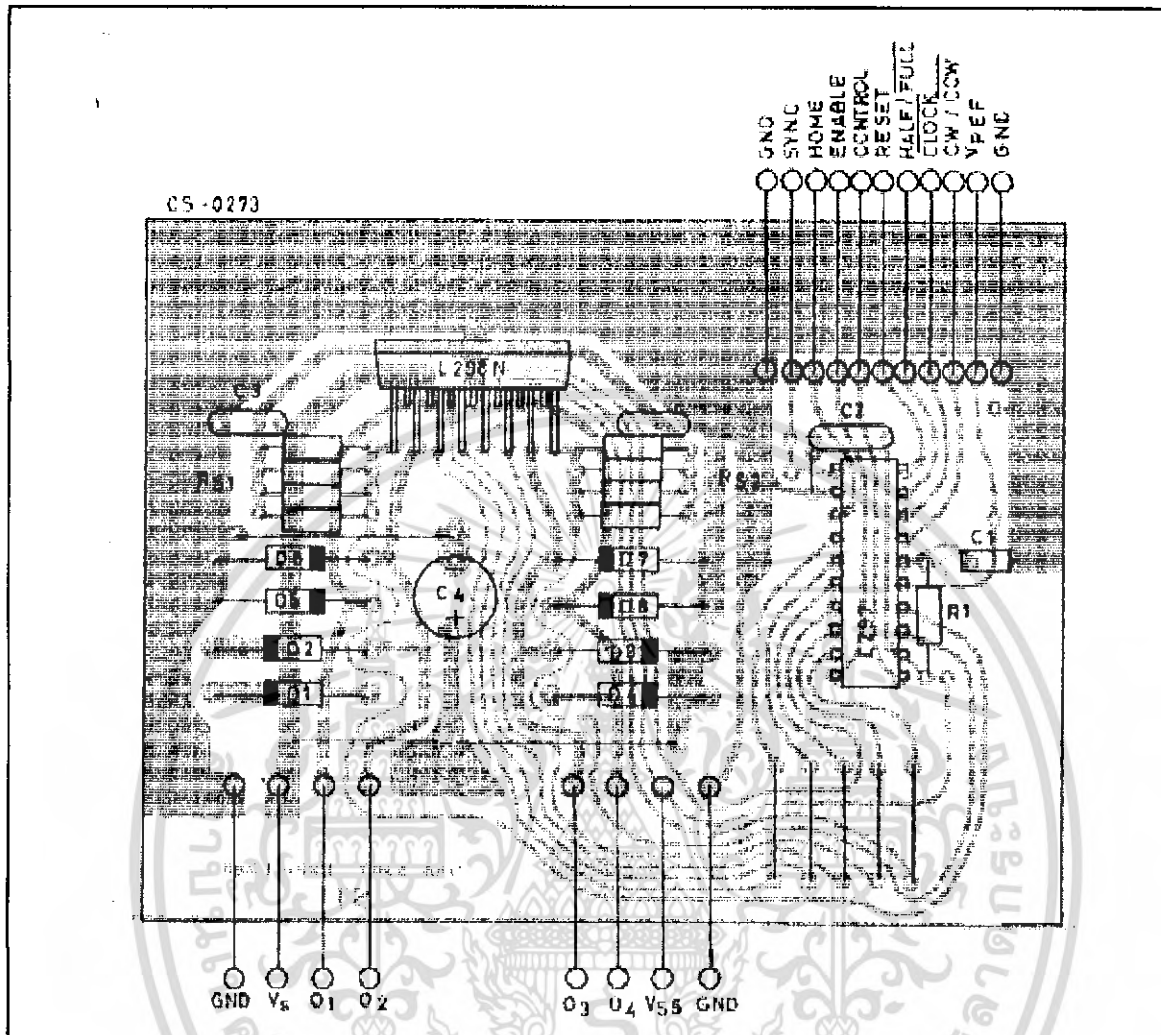 GND
SYNC
HOME
ENABLE
CONTROL
RESET
HALF/FULL
CLOCK
CW / CCW
VREF
GND
CS-0273
L298N
C3
C2
RS1
RS2
D6
D7
C1
D5
C4
D8
+
R1
D2
D3
L297
D1
D4
GND
Vs
O1
O2
O3
O4
VSS
GND